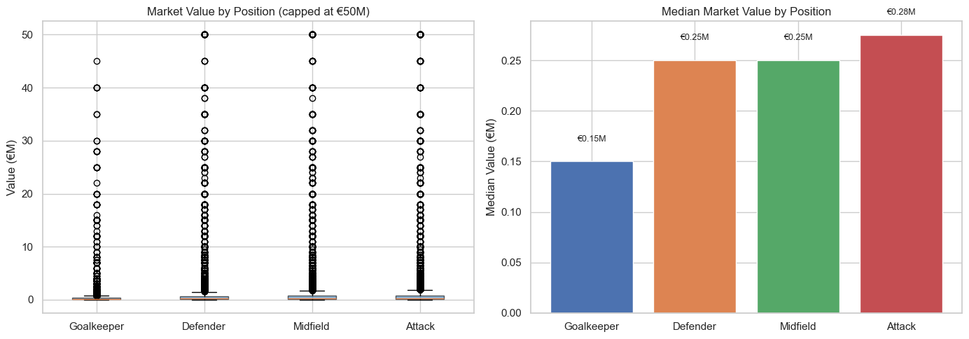 Market Value by Position (capped at €50M)
Value (€M)
50
40
30
20
10
0
Goalkeeper
Defender
Midfield
Attack
Median Market Value by Position
Median Value (€M)
0.25
0.20
0.15
0.10
0.05
0.00
€0.15M
€0.25M
€0.25M
€0.28M
Goalkeeper
Defender
Midfield
Attack